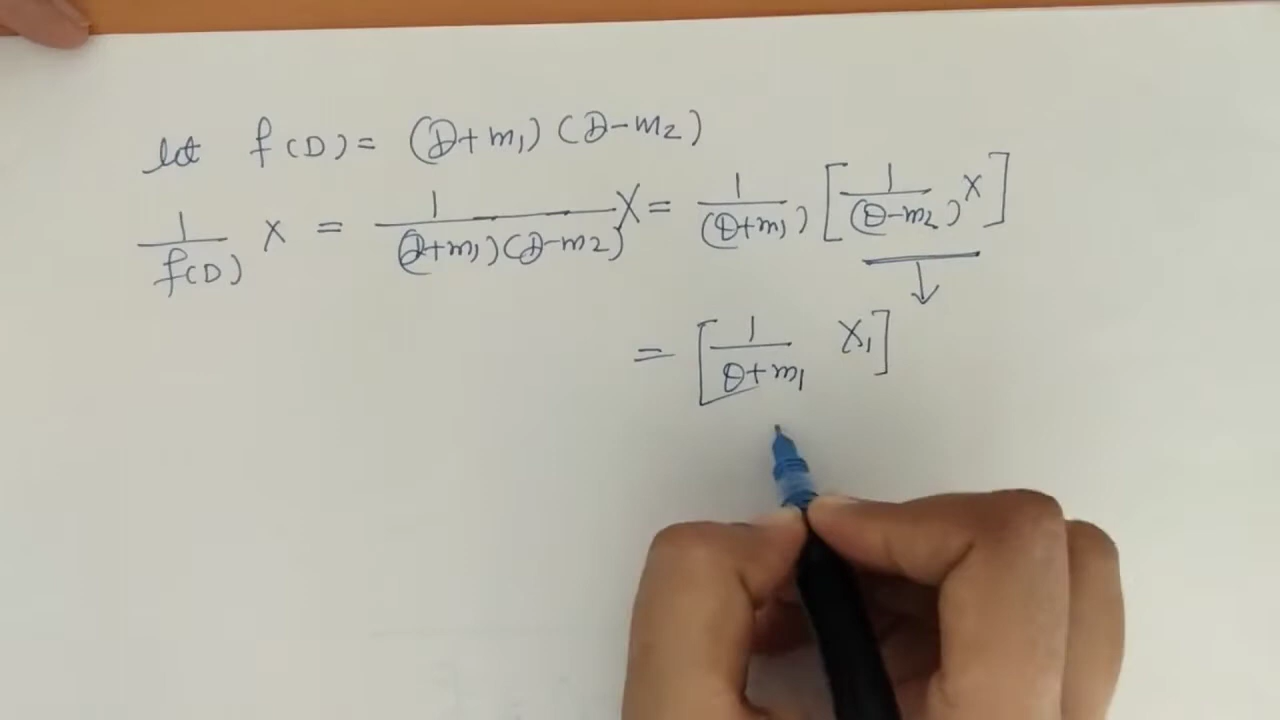 let f(D) = (D+m₁) (D-m₂)
1/f(D) X = 1/(D+m₁)(D-m₂) X = 1/(D+m₁) [1/(D-m₂) X]
↓
= [1/D+m₁ X₁]